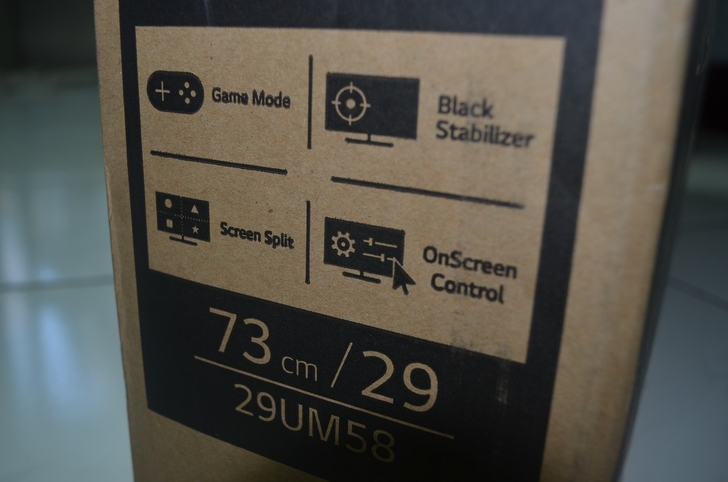 Game Mode
Black
Stabilizer
Screen Split
OnScreen
Control
73 cm / 29
29UM58